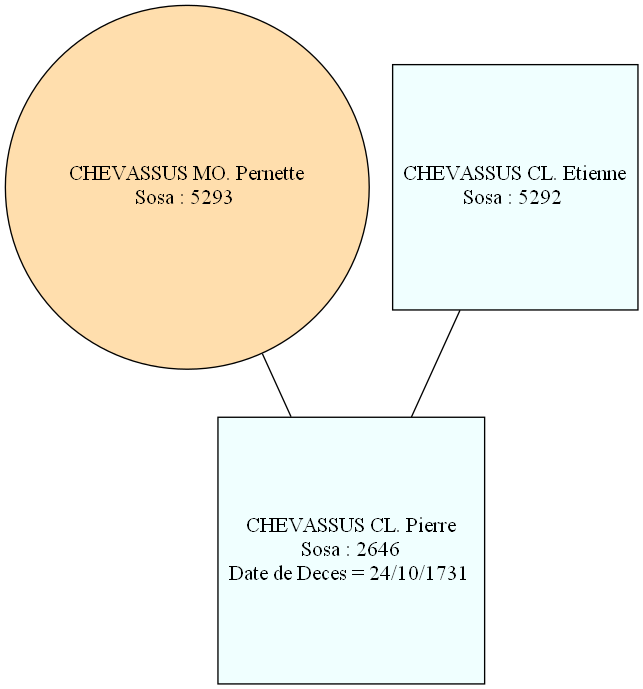 CHEVASSUS MO. Pernette
Sosa : 5293
CHEVASSUS CL. Etienne
Sosa : 5292
CHEVASSUS CL. Pierre
Sosa : 2646
Date de Deces = 24/10/1731